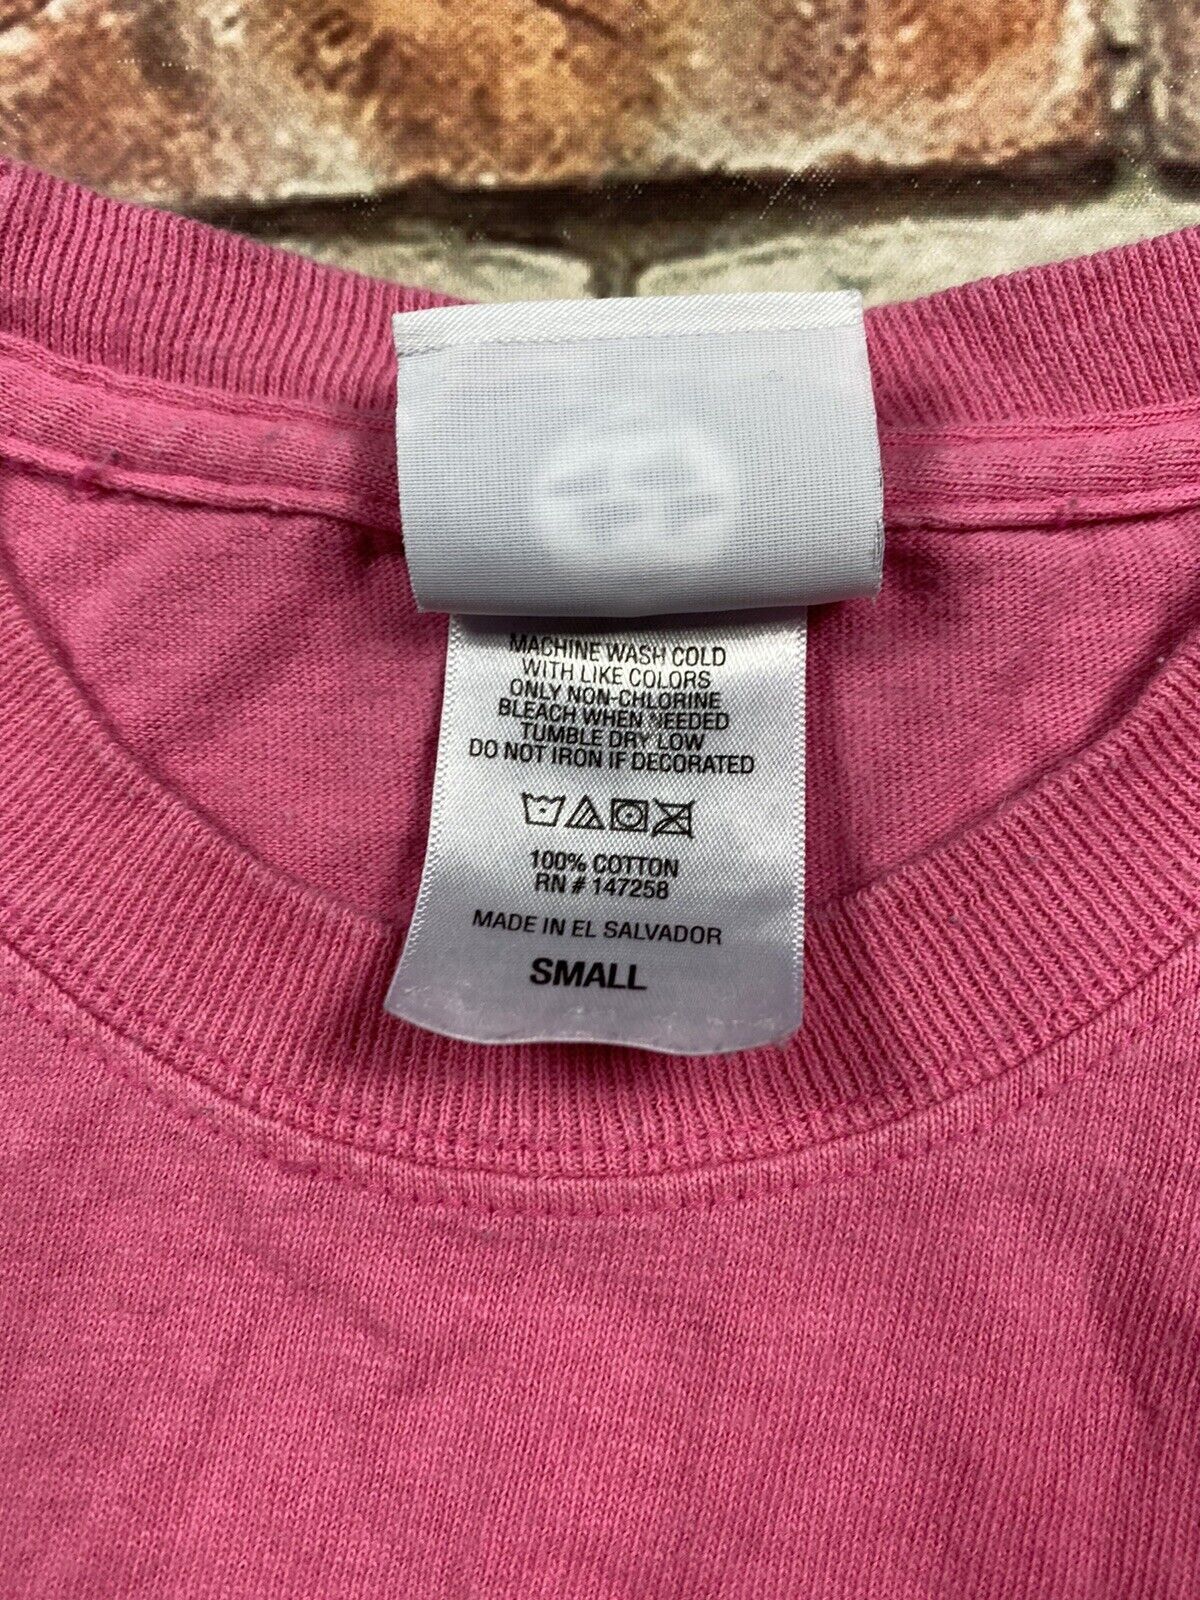 MACHINE WASH COLD
WITH LIKE COLORS
ONLY NON-CHLORINE
BLEACH WHEN NEEDED
TUMBLE DRY LOW
DO NOT IRON IF DECORATED
100% COTTON
RN # 147258
MADE IN EL SALVADOR
SMALL